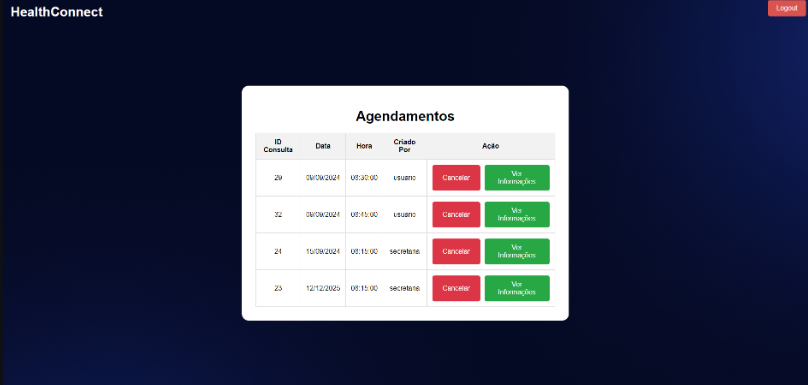 HealthConnect
Logout
Agendamentos
ID Consulta Data Hora Criado Por Ação
29 09/09/2024 08:30:00 usuario Cancelar Ver Informações
32 09/09/2024 08:45:00 usuario Cancelar Ver Informações
24 15/09/2024 08:15:00 secretaria Cancelar Ver Informações
23 12/12/2025 08:15:00 secretaria Cancelar Ver Informações